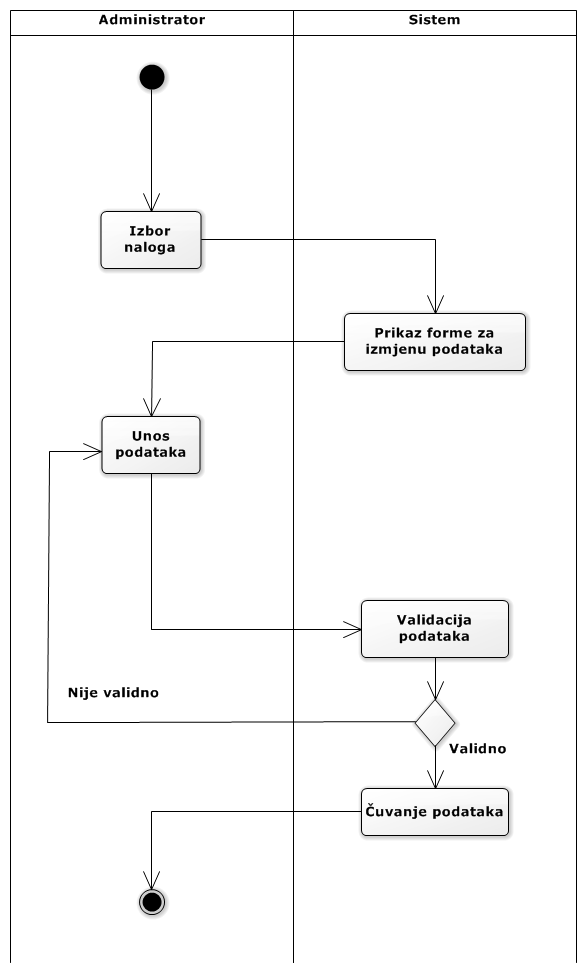 Administrator
Sistem
Izbor
naloga
Prikaz forme za
izmjenu podataka
Unos
podataka
Validacija
podataka
Nije validno
Validno
Čuvanje podataka